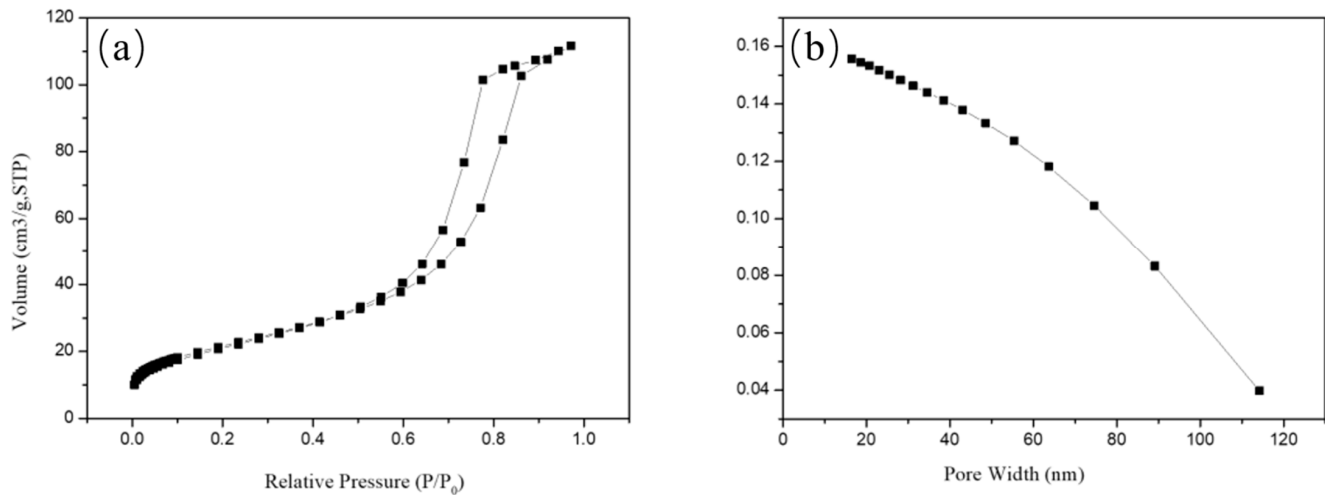 (a)
120
100
80
60
40
20
0
Volume (cm3/g,STP)
0.0 0.2 0.4 0.6 0.8 1.0
Relative Pressure (P/P₀)
(b)
0.16
0.14
0.12
0.10
0.08
0.06
0.04
0 20 40 60 80 100 120
Pore Width (nm)